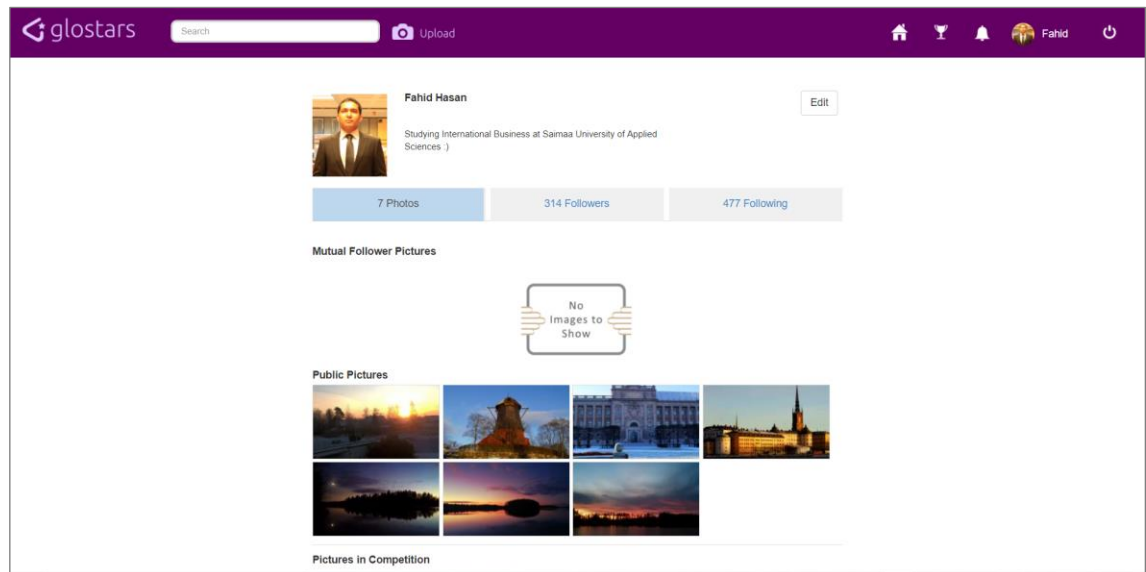 glostars
Search
Upload
Fahid
Fahid Hasan
Edit
Studying International Business at Saimaa University of Applied
Sciences :)
7 Photos
314 Followers
477 Following
Mutual Follower Pictures
No
Images to
Show
Public Pictures
Pictures in Competition